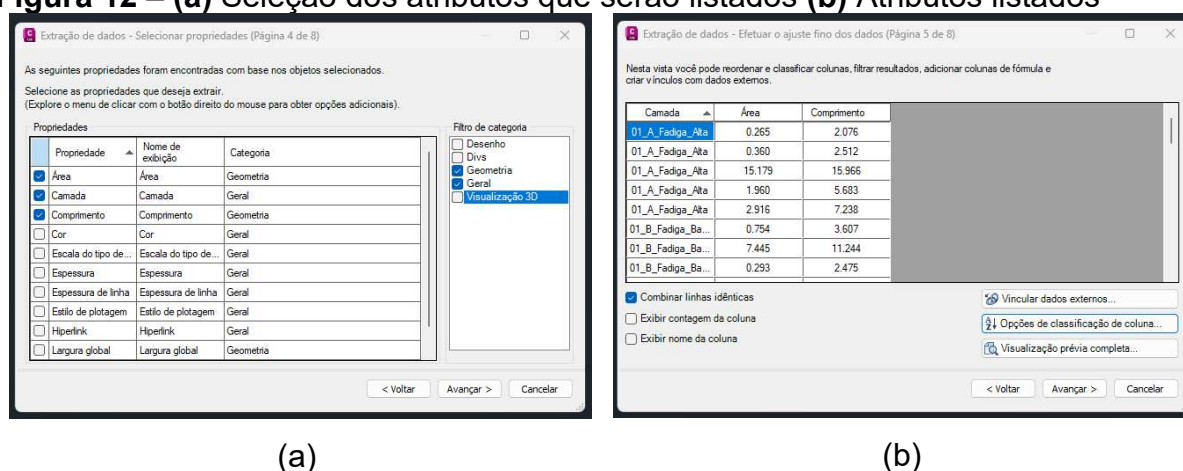 Figura 12 – (a) Seleção dos atributos que serão listados (b) Atributos listados
Extração de dados - Selecionar propriedades (Página 4 de 8)
As seguintes propriedades foram encontradas com base nos objetos selecionados.
Selecione as propriedades que deseja extrair.
(Explore o menu de clicar com o botão direito do mouse para obter opções adicionais).
Propriedades
Propriedade Nome de exibição Categoria
Área Área Geometria
Camada Camada Geral
Comprimento Comprimento Geometria
Cor Cor Geral
Escala do tipo de... Escala do tipo de... Geral
Espessura Espessura Geral
Espessura de linha Espessura de linha Geral
Estilo de plotagem Estilo de plotagem Geral
Hiperlink Hiperlink Geral
Largura global Largura global Geometria
Filtro de categoria
Desenho
Divs
Geometria
Geral
Visualização 3D
< Voltar Avançar > Cancelar
(a)
Extração de dados - Efetuar o ajuste fino dos dados (Página 5 de 8)
Nesta vista você pode reordenar e classificar colunas, filtrar resultados, adicionar colunas de fórmula e
criar vínculos com dados externos.
Camada Área Comprimento
01_A_Fadiga_Alta 0.265 2.076
01_A_Fadiga_Alta 0.360 2.512
01_A_Fadiga_Alta 15.179 15.966
01_A_Fadiga_Alta 1.960 5.683
01_A_Fadiga_Alta 2.916 7.238
01_B_Fadiga_Ba... 0.754 3.607
01_B_Fadiga_Ba... 7.445 11.244
01_B_Fadiga_Ba... 0.293 2.475
Combinar linhas idênticas
Exibir contagem da coluna
Exibir nome da coluna
Vincular dados externos...
Opções de classificação de coluna...
Visualização prévia completa...
< Voltar Avançar > Cancelar
(b)